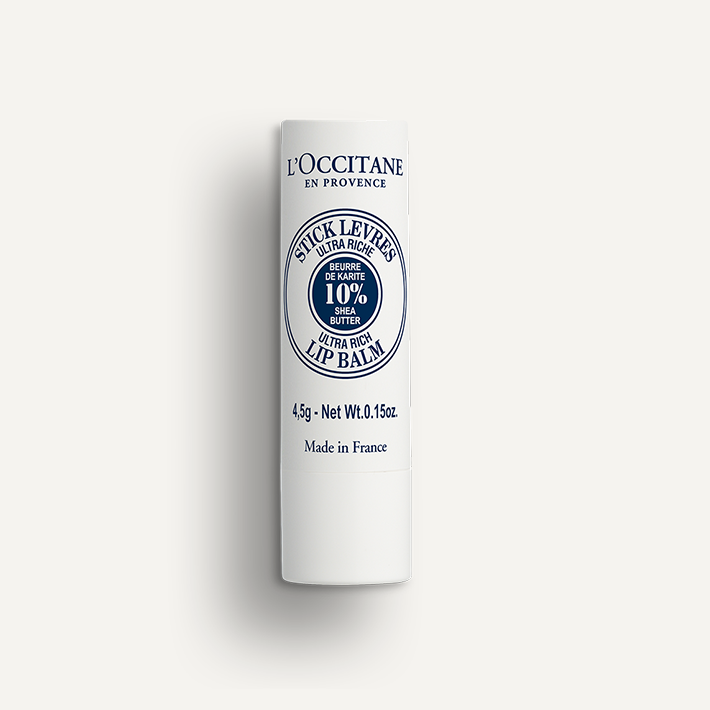 L'OCCITANE
EN PROVENCE
STICK LEVRES
ULTRA RICHE
BEURRE
DE KARITE
10%
SHEA
BUTTER
ULTRA RICH
LIP BALM
4,5g - Net Wt.0.15oz.
Made in France